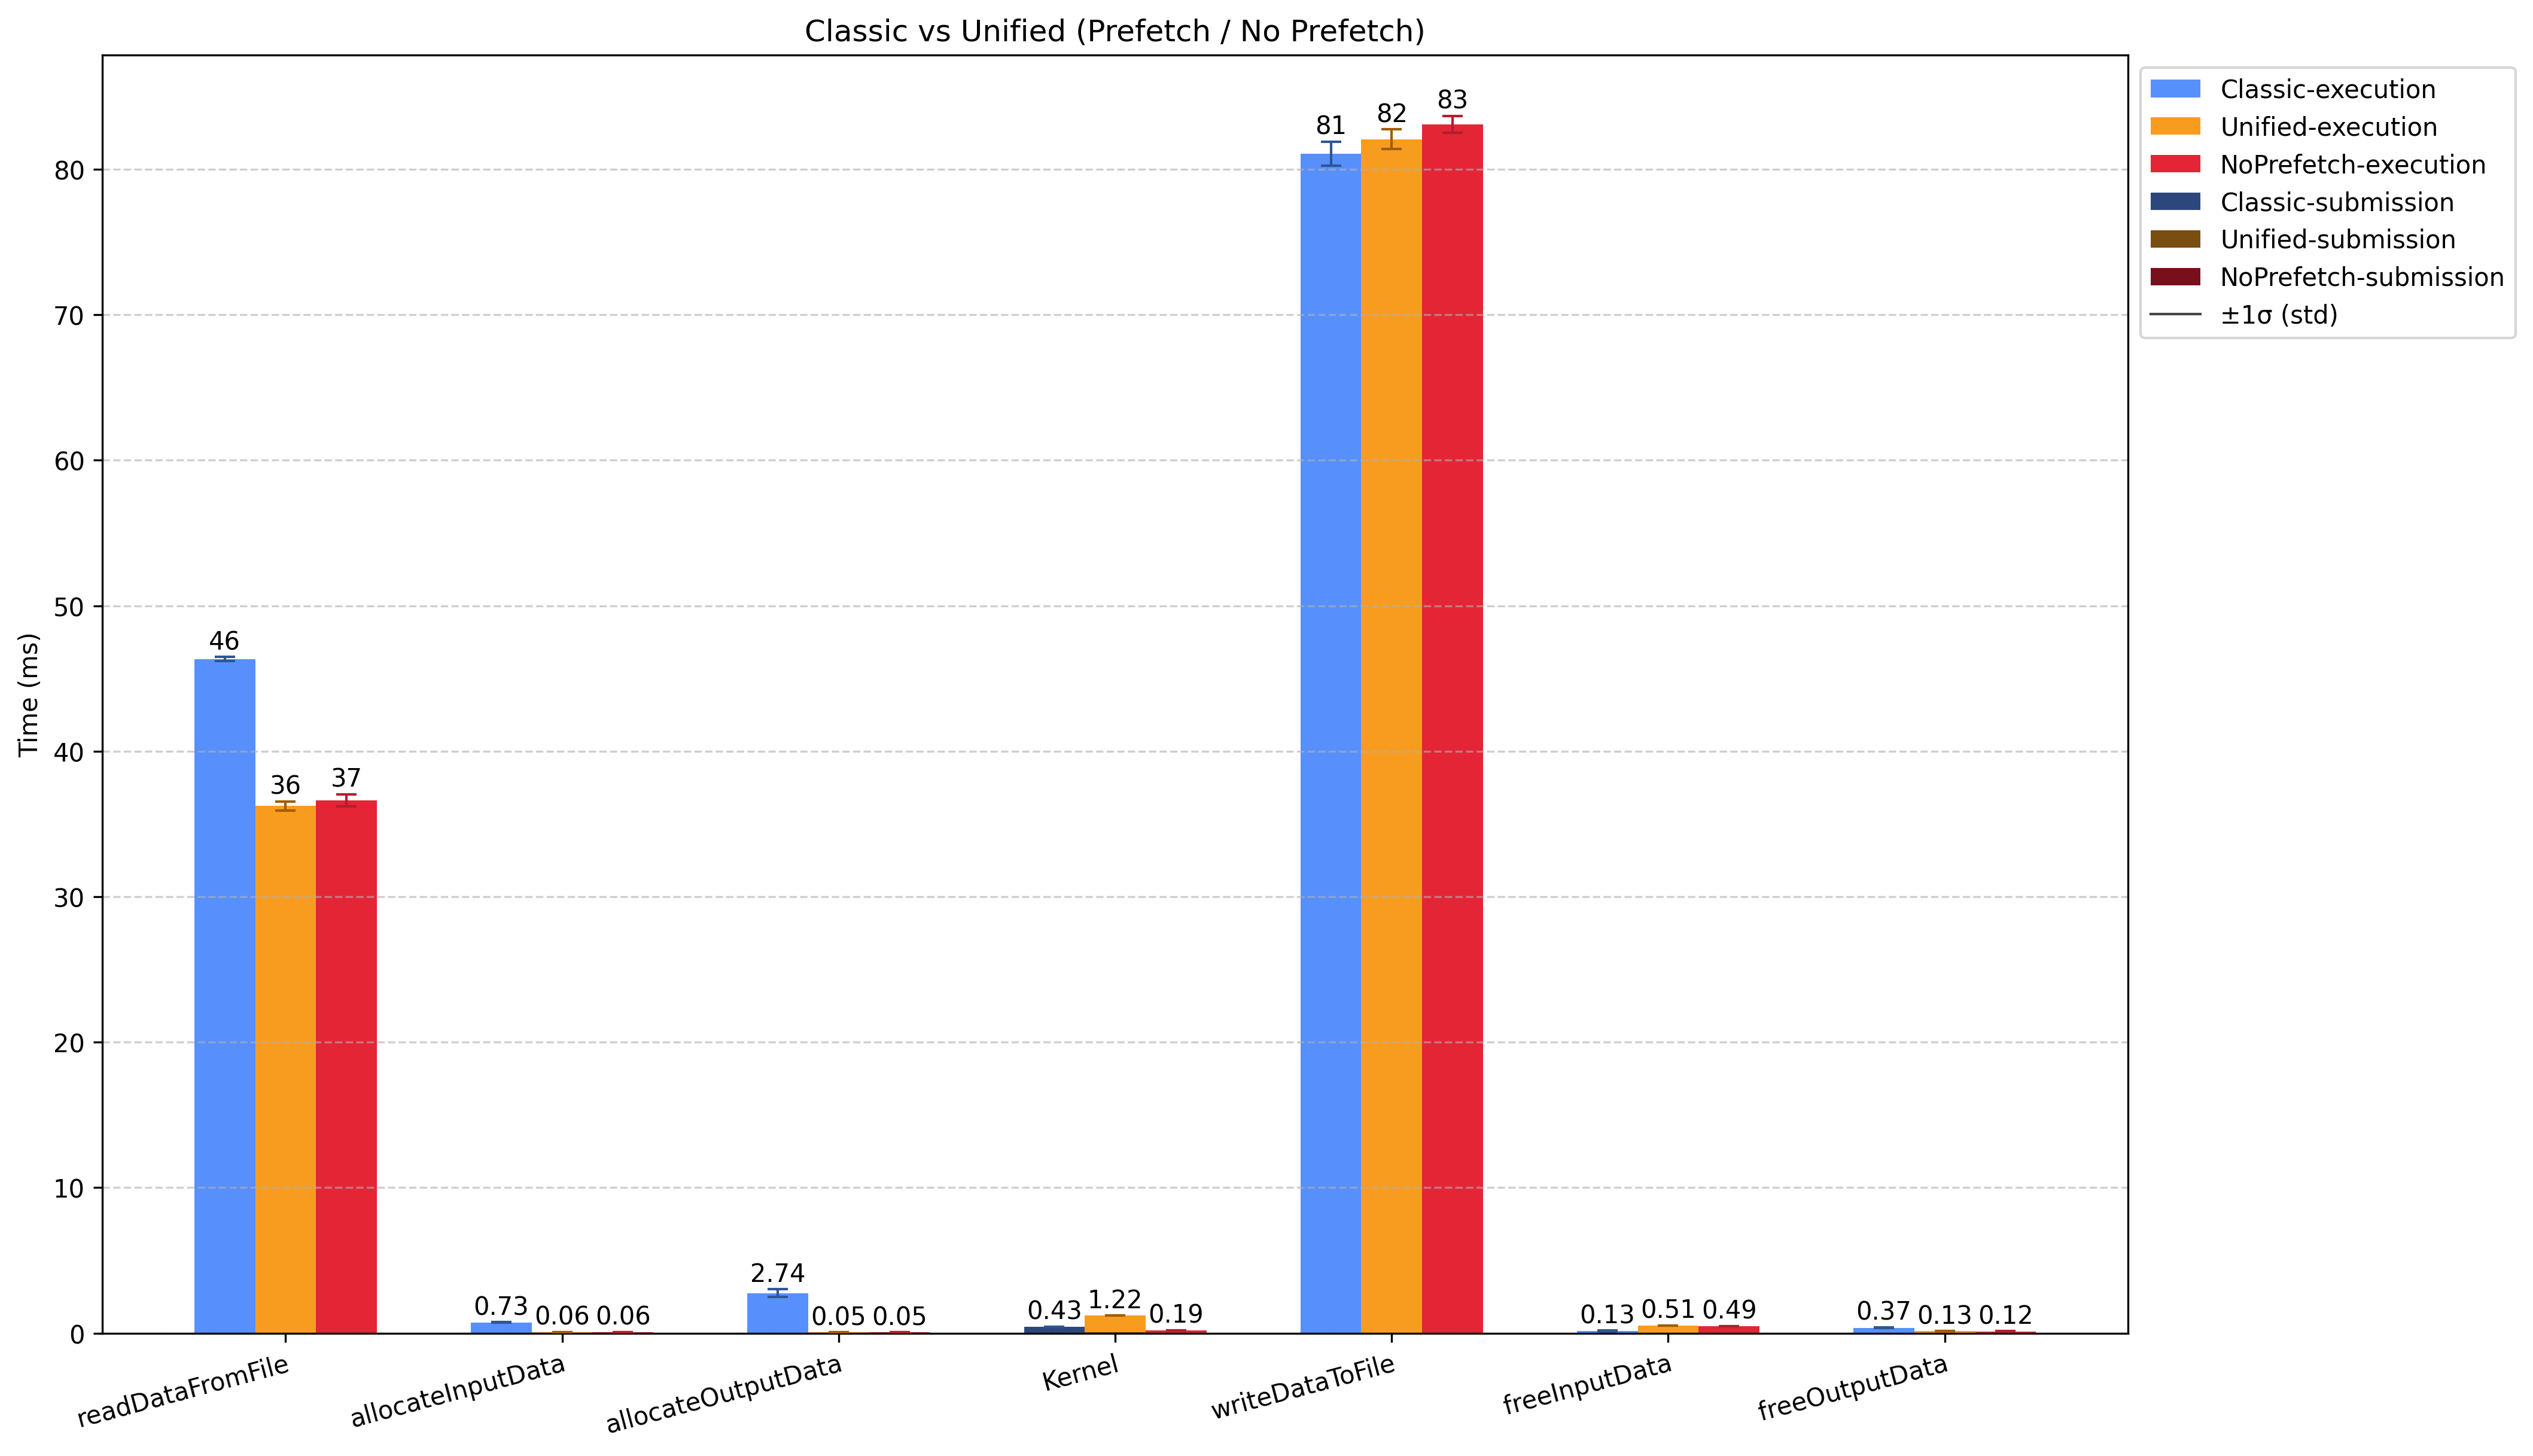 Classic vs Unified (Prefetch / No Prefetch)
Classic-execution
Unified-execution
NoPrefetch-execution
Classic-submission
Unified-submission
NoPrefetch-submission
±1σ (std)
Time (ms)
80
70
60
50
40
30
20
10
0
46
36
37
0.73
0.06
0.06
2.74
0.05
0.05
0.43
1.22
0.19
81
82
83
0.13
0.51
0.49
0.37
0.13
0.12
readDataFromFile
allocateInputData
allocateOutputData
Kernel
writeDataToFile
freeInputData
freeOutputData